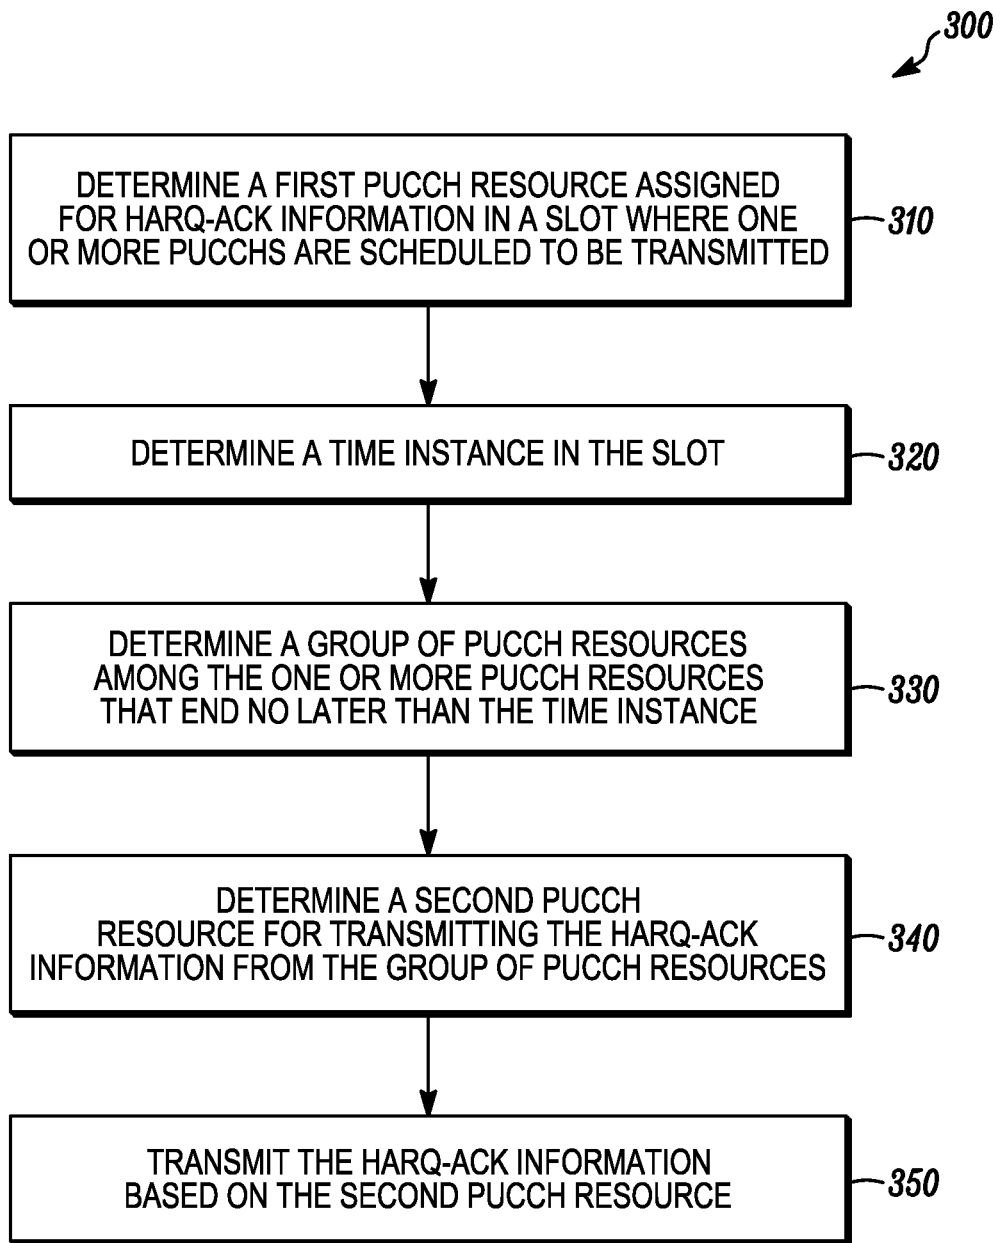 300
DETERMINE A FIRST PUCCH RESOURCE ASSIGNED
FOR HARQ-ACK INFORMATION IN A SLOT WHERE ONE
OR MORE PUCCHS ARE SCHEDULED TO BE TRANSMITTED
310
DETERMINE A TIME INSTANCE IN THE SLOT
320
DETERMINE A GROUP OF PUCCH RESOURCES
AMONG THE ONE OR MORE PUCCH RESOURCES
THAT END NO LATER THAN THE TIME INSTANCE
330
DETERMINE A SECOND PUCCH
RESOURCE FOR TRANSMITTING THE HARQ-ACK
INFORMATION FROM THE GROUP OF PUCCH RESOURCES
340
TRANSMIT THE HARQ-ACK INFORMATION
BASED ON THE SECOND PUCCH RESOURCE
350